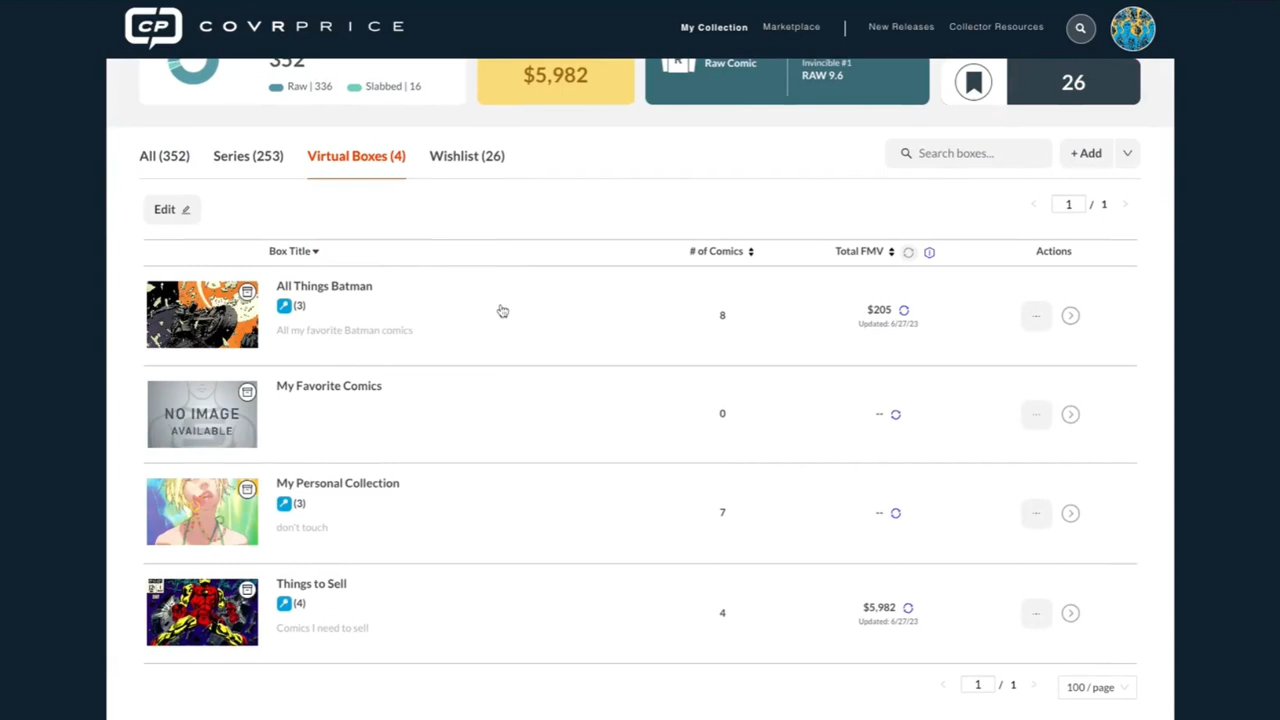 CP COVRPRICE
My Collection
Marketplace
New Releases
Collector Resources
352
Raw | 336
Slabbed | 16
$5,982
R
Raw Comic
Invincible #1
RAW 9.6
26
All (352)
Series (253)
Virtual Boxes (4)
Wishlist (26)
Search boxes...
+ Add
Edit
1 / 1
Box Title
# of Comics
Total FMV
Actions
All Things Batman
(3)
All my favorite Batman comics
8
$205
Updated: 6/27/23
...
NO IMAGE
AVAILABLE
My Favorite Comics
0
--
...
My Personal Collection
(3)
don't touch
7
--
...
Things to Sell
(4)
Comics I need to sell
4
$5,982
Updated: 6/27/23
...
1 / 1
100 / page